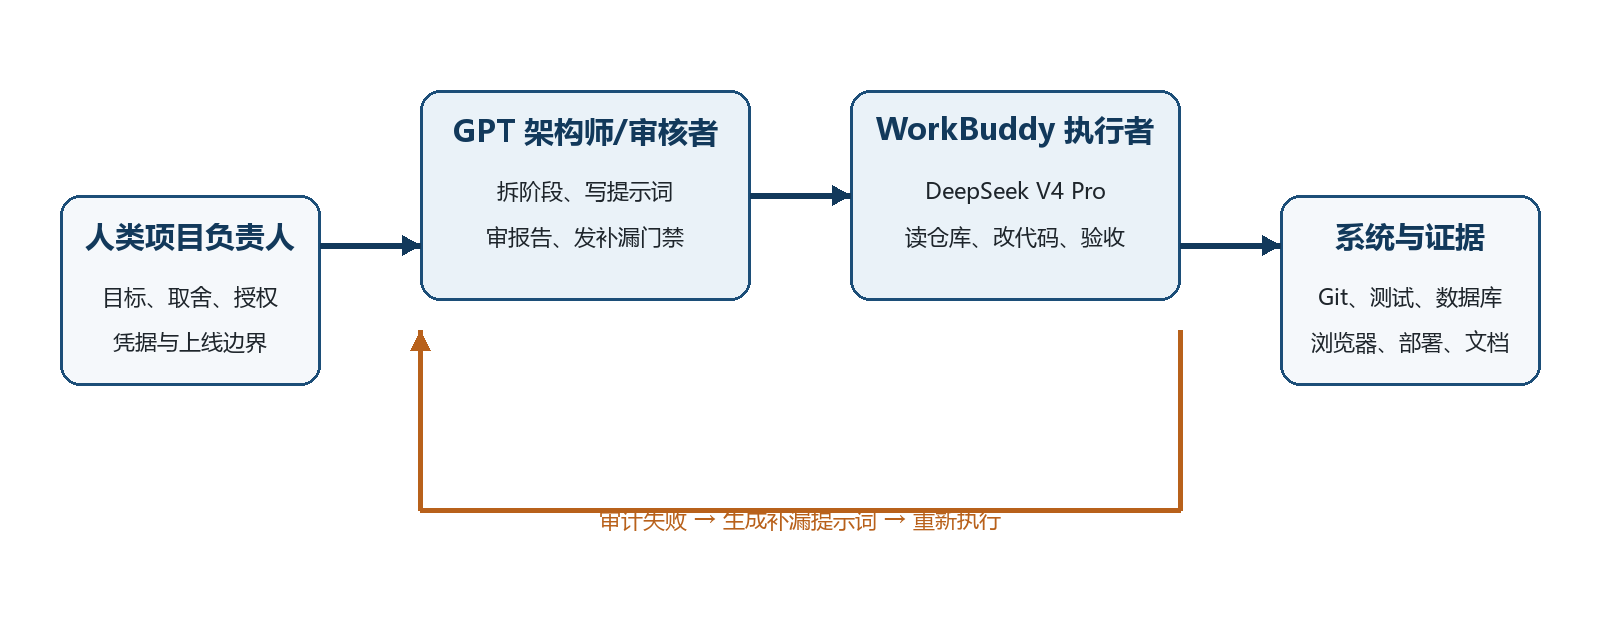 人类项目负责人
目标、取舍、授权
凭据与上线边界
GPT 架构师/审核者
拆阶段、写提示词
审报告、发补漏门禁
WorkBuddy 执行者
DeepSeek V4 Pro
读仓库、改代码、验收
系统与证据
Git、测试、数据库
浏览器、部署、文档
审计失败 → 生成补漏提示词 → 重新执行